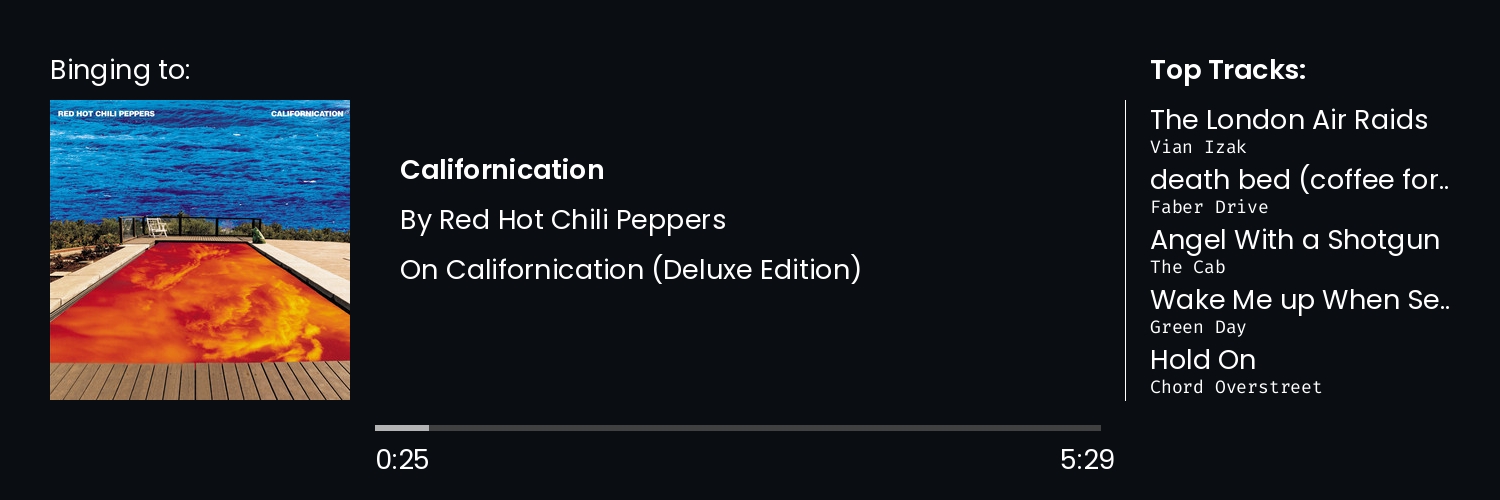 Binging to:
RED HOT CHILI PEPPERS CALIFORNICATION
Californication
By Red Hot Chili Peppers
On Californication (Deluxe Edition)
0:25 5:29
Top Tracks:
The London Air Raids
Vian Izak
death bed (coffee for..
Faber Drive
Angel With a Shotgun
The Cab
Wake Me up When Se..
Green Day
Hold On
Chord Overstreet